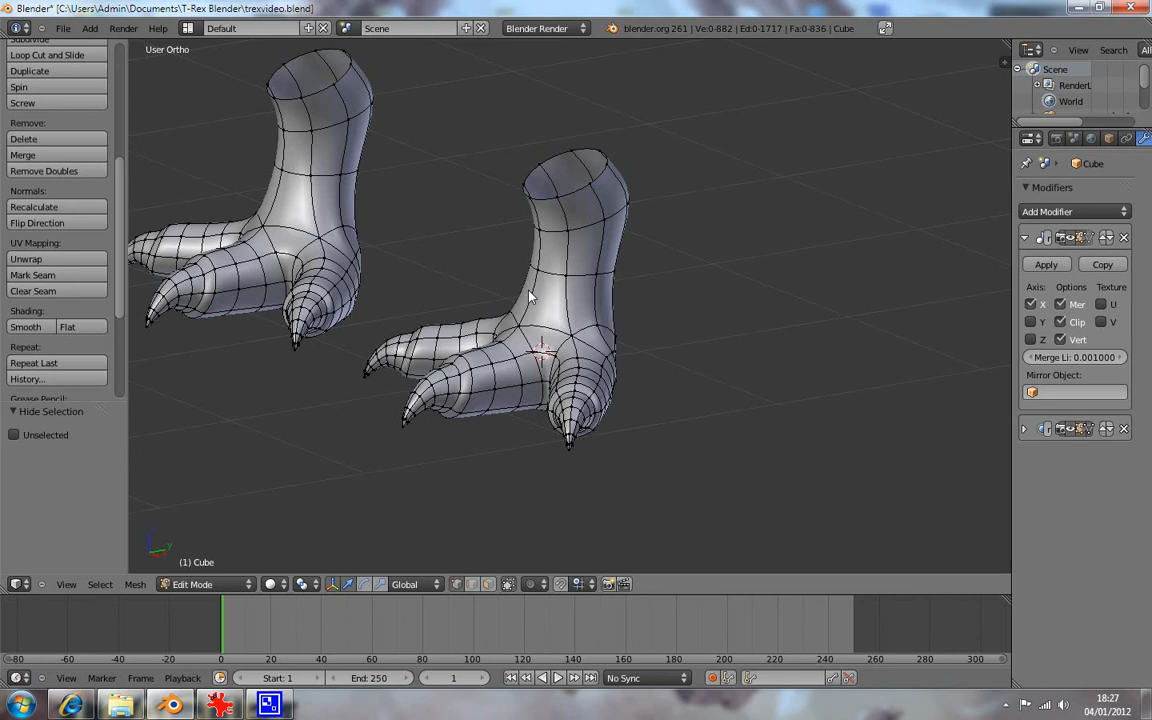 Blender* [C:\Users\Admin\Documents\T-Rex Blender\trexvideo.blend]
File Add Render Help Default Scene Blender Render blender.org 261 | Ve:0-882 | Ed:0-1717 | Fa:0-836 | Cube
User Ortho
View Search All
Loop Cut and Slide
Duplicate
Spin
Screw
Remove:
Delete
Merge
Remove Doubles
Normals:
Recalculate
Flip Direction
UV Mapping:
Unwrap
Mark Seam
Clear Seam
Shading:
Smooth Flat
Repeat:
Repeat Last
History...
Hide Selection
Unselected
Scene
RenderL
World
Cube
Modifiers
Add Modifier
Apply Copy
Axis: Options Texture
X Mer U
Y Clip V
Z Vert
Merge Li: 0.001000
Mirror Object:
z
y
(1) Cube
View Select Mesh Edit Mode Global
-80 -60 -40 -20 0 20 40 60 80 100 120 140 160 180 200 220 240 260 280 300
View Marker Frame Playback Start: 1 End: 250 1 No Sync
18:27
04/01/2012